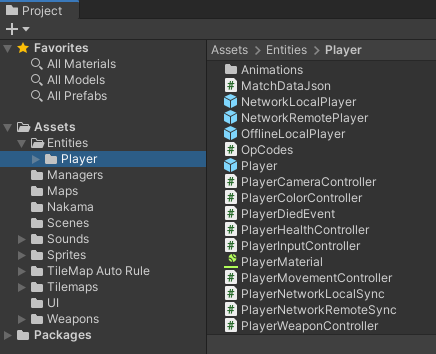 Project
Favorites
All Materials
All Models
All Prefabs
Assets
Entities
Player
Managers
Maps
Nakama
Scenes
Sounds
Sprites
TileMap Auto Rule
Tilemaps
UI
Weapons
Packages
Assets > Entities > Player
Animations
MatchDataJson
NetworkLocalPlayer
NetworkRemotePlayer
OfflineLocalPlayer
OpCodes
Player
PlayerCameraController
PlayerColorController
PlayerDiedEvent
PlayerHealthController
PlayerInputController
PlayerMaterial
PlayerMovementController
PlayerNetworkLocalSync
PlayerNetworkRemoteSync
PlayerWeaponController